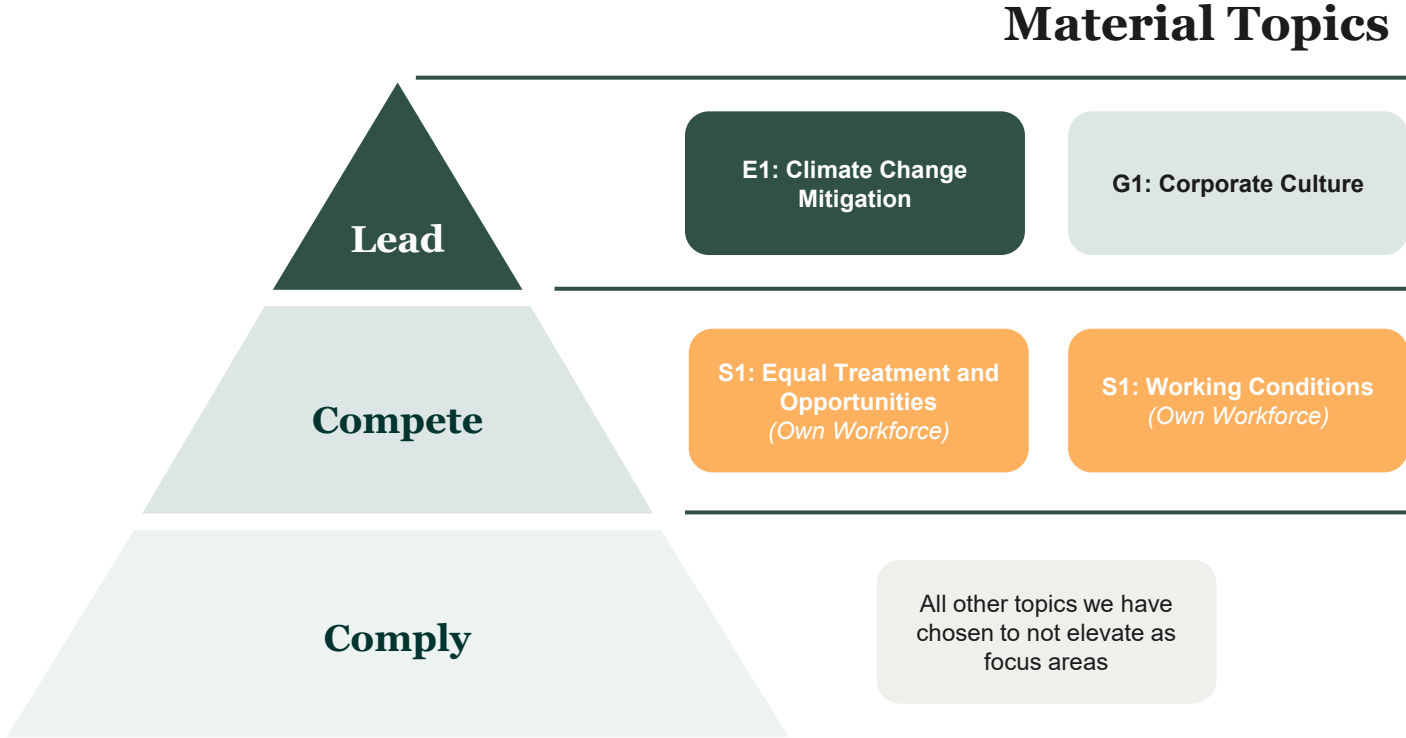 Material Topics
Lead
E1: Climate Change
Mitigation
G1: Corporate Culture
Compete
S1: Equal Treatment and
Opportunities
(Own Workforce)
S1: Working Conditions
(Own Workforce)
Comply
All other topics we have
chosen to not elevate as
focus areas